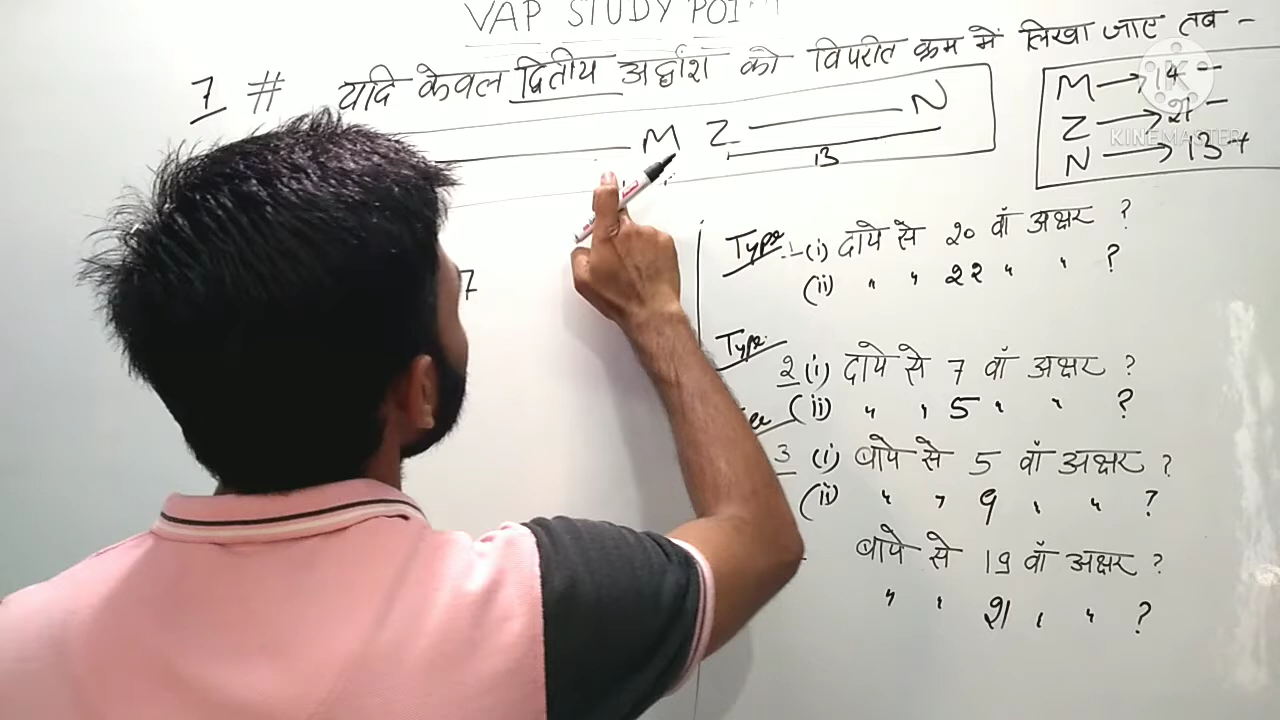 VAP STUDY POI
7 # यदि केवल द्वितीय अर्द्धांश को विपरीत क्रम में लिखा जाए तब -
M Z N
13
M → 14 -
Z → 21 -
N → 13 +
KINEMASTER
7
Type 1 (i) दाये से 20 वाँ अक्षर ?
(ii) " " 22 " " ?
Type
2 (i) दाये से 7 वाँ अक्षर ?
(ii) " " 5 " " ?
3 (i) बाये से 5 वाँ अक्षर ?
(ii) " " 9 " " ?
बाये से 19 वाँ अक्षर ?
" " 21 " " ?